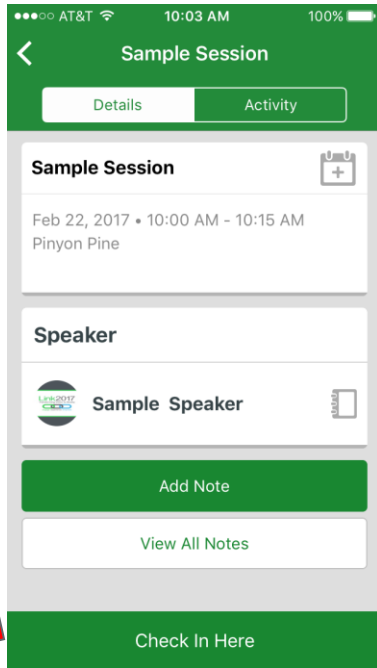 AT&T 10:03 AM 100%
Sample Session
Details Activity
Sample Session
Feb 22, 2017 • 10:00 AM - 10:15 AM
Pinyon Pine
Speaker
Link2017
Sample Speaker
Add Note
View All Notes
Check In Here